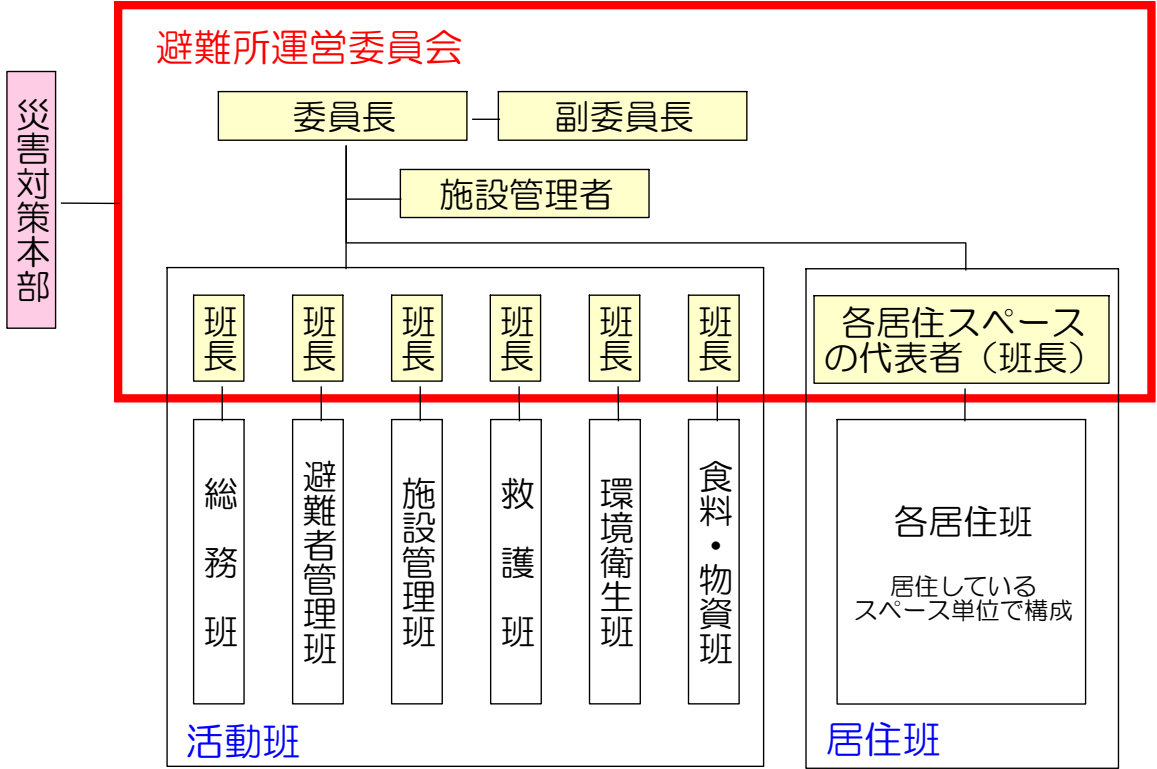 避難所運営委員会
災害対策本部
委員長
副委員長
施設管理者
班長
班長
班長
班長
班長
班長
各居住スペース
の代表者（班長）
総務班
避難者管理班
施設管理班
救護班
環境衛生班
食料・物資班
各居住班
居住している
スペース単位で構成
活動班
居住班